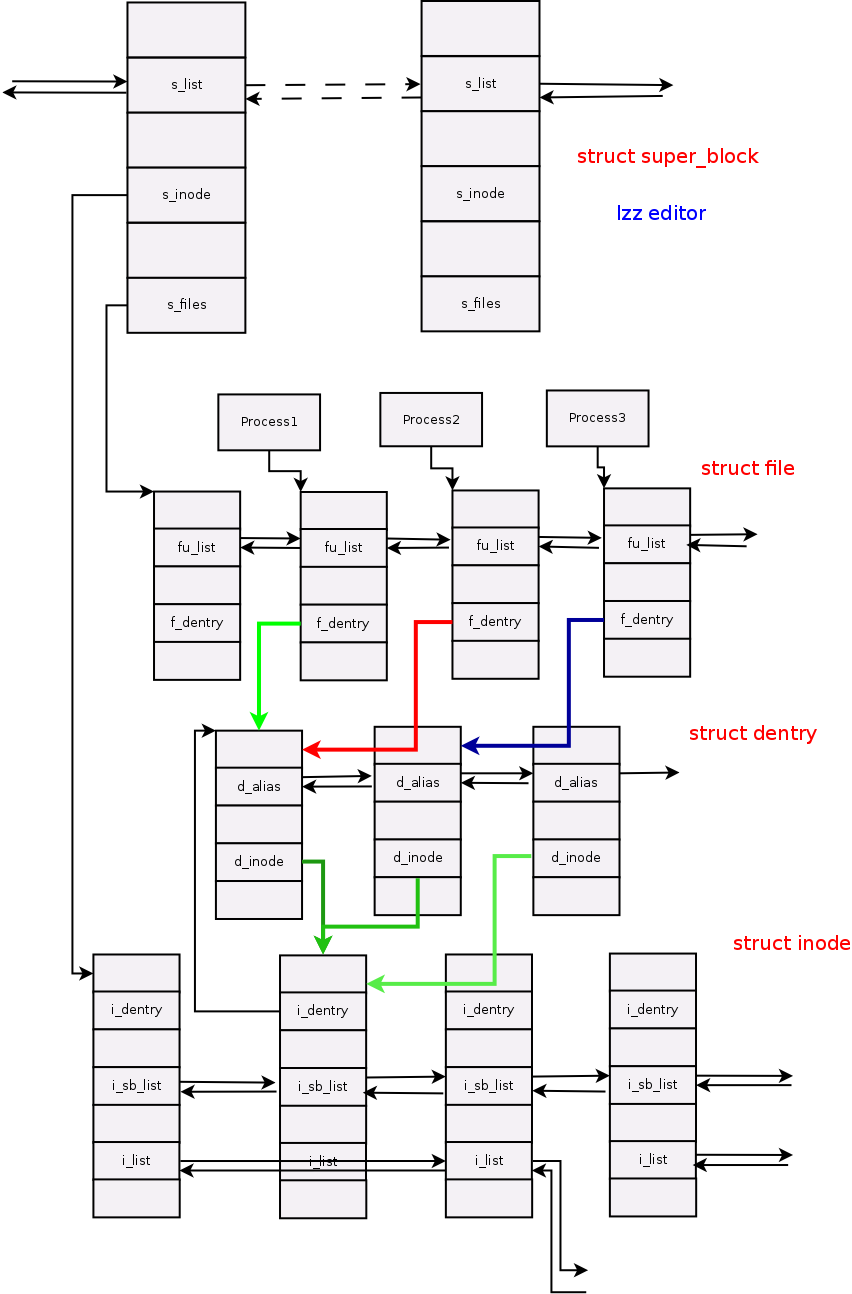 s_list
s_list
struct super_block
s_inode
s_inode
lzz editor
s_files
s_files
Process1
Process2
Process3
struct file
fu_list
fu_list
fu_list
fu_list
f_dentry
f_dentry
f_dentry
f_dentry
struct dentry
d_alias
d_alias
d_alias
d_inode
d_inode
d_inode
struct inode
i_dentry
i_dentry
i_dentry
i_dentry
i_sb_list
i_sb_list
i_sb_list
i_sb_list
i_list
i_list
i_list
i_list